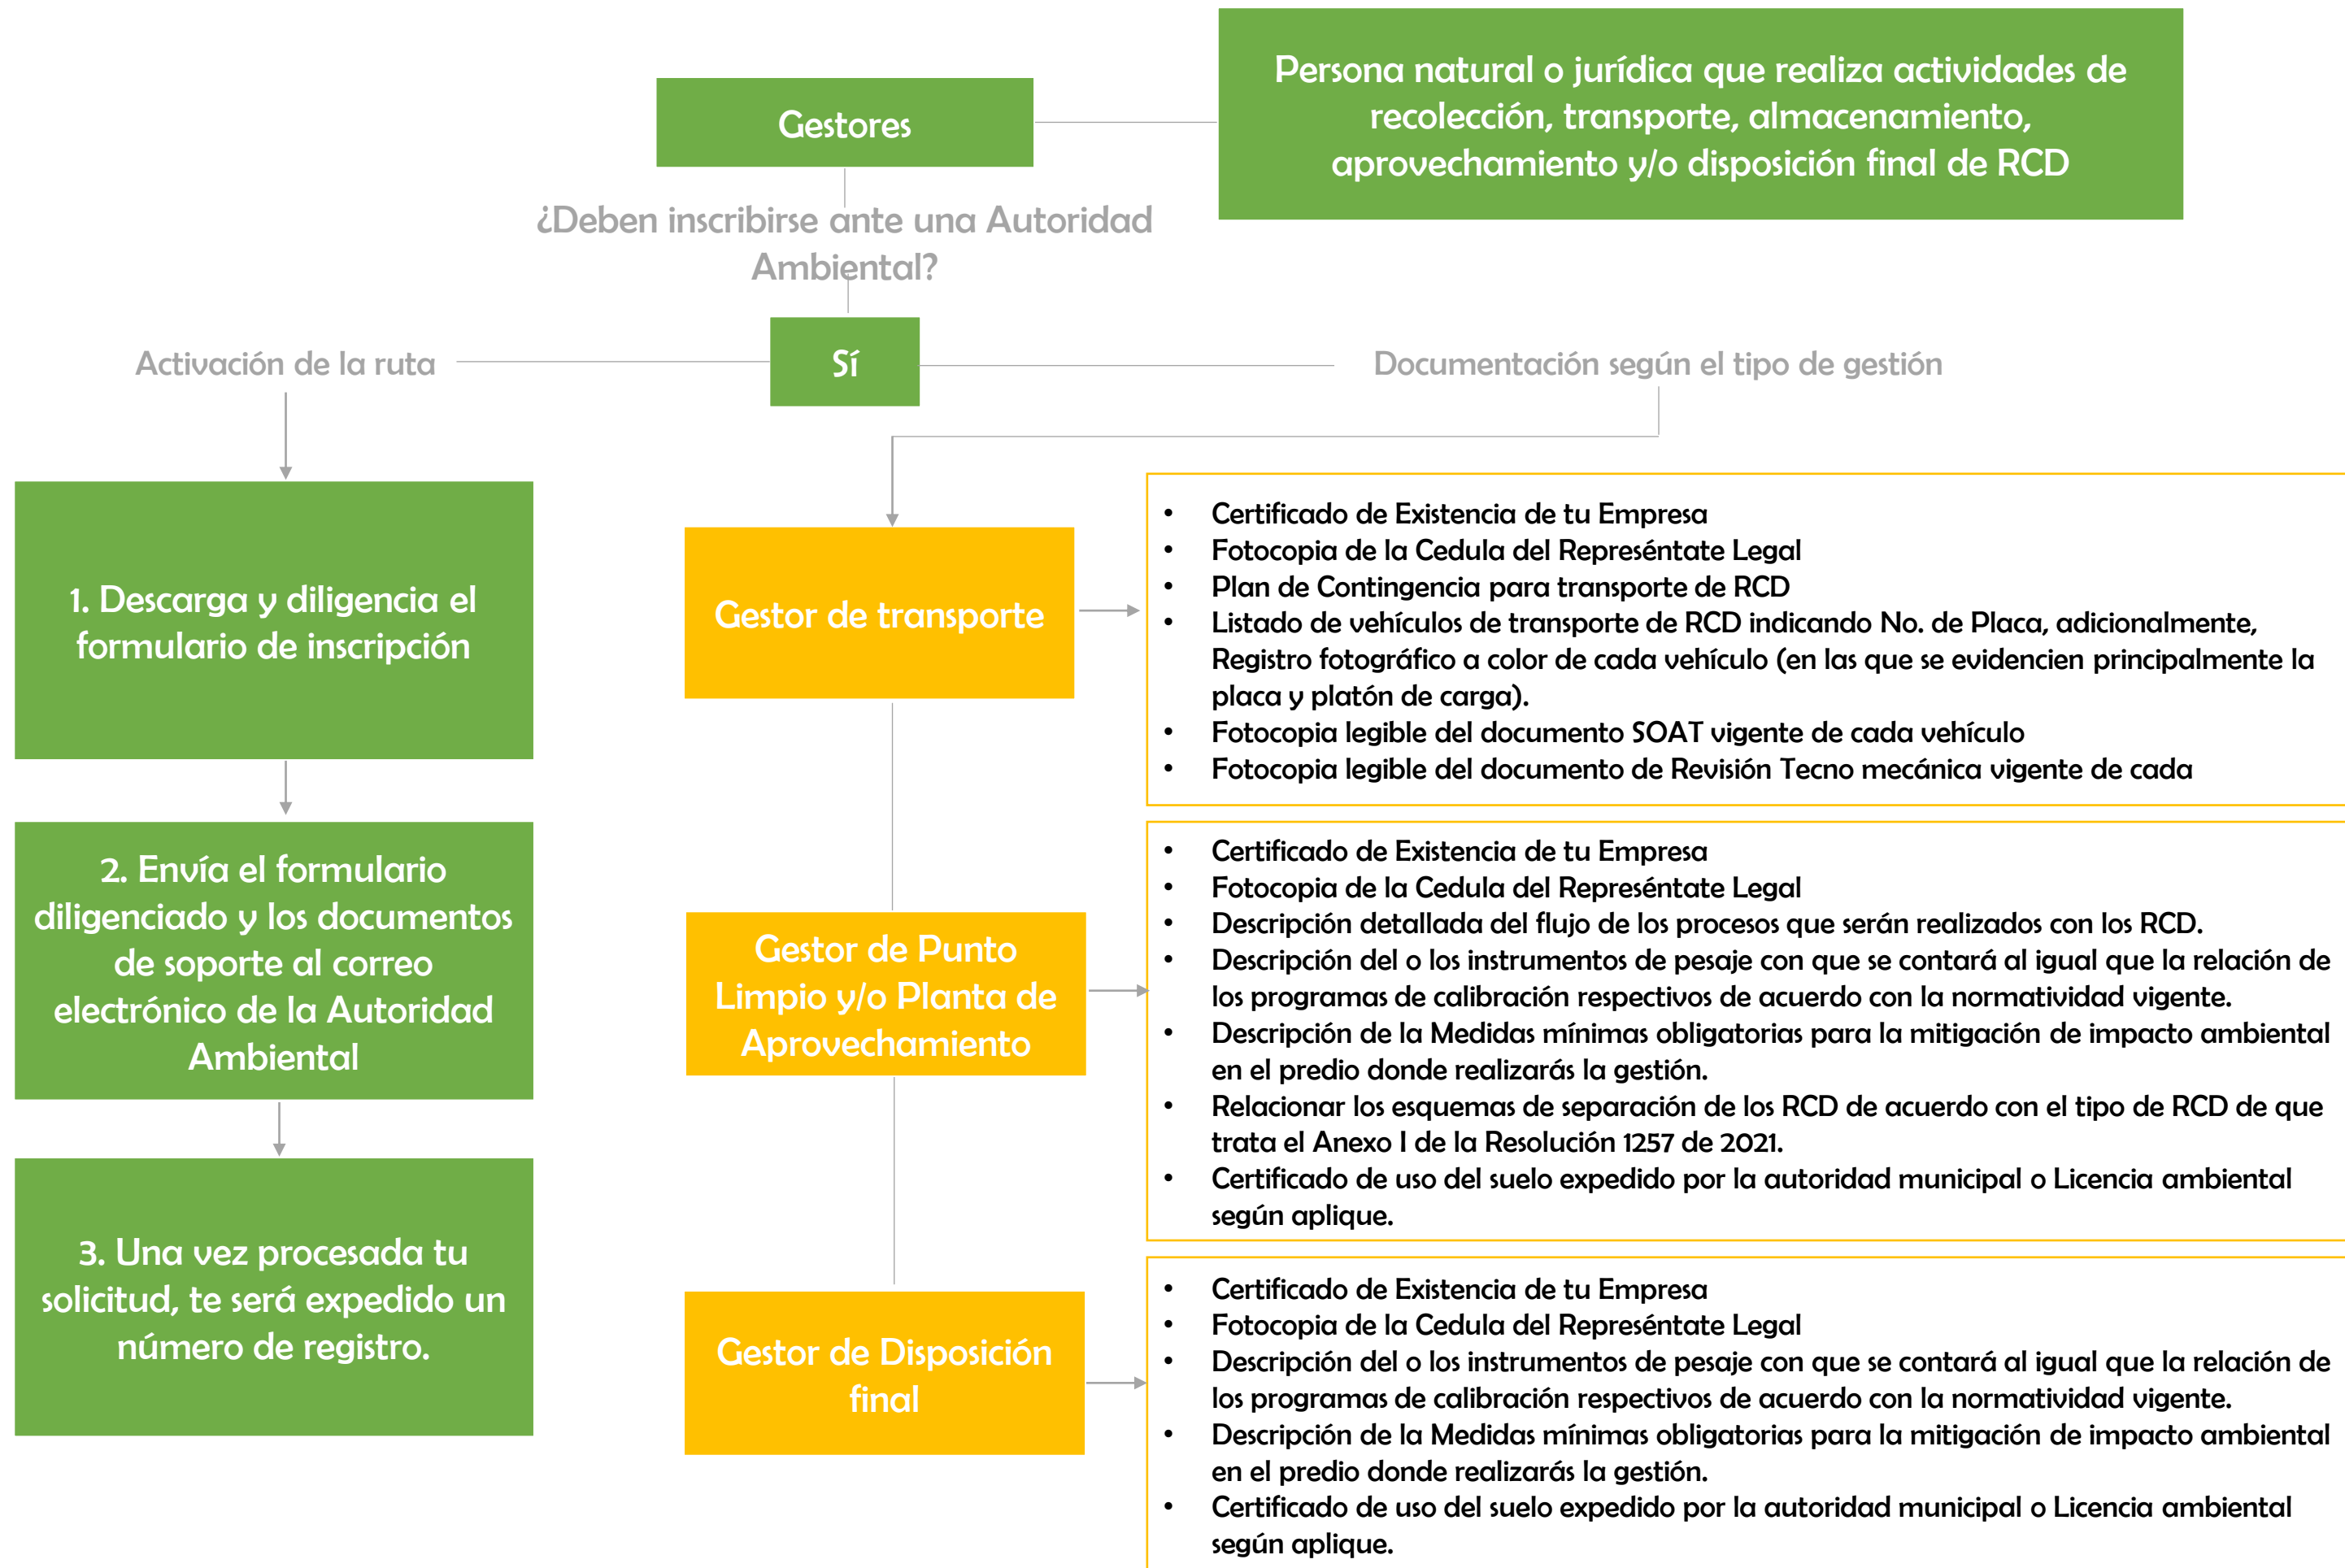 Gestores
Persona natural o jurídica que realiza actividades de
recolección, transporte, almacenamiento,
aprovechamiento y/o disposición final de RCD
¿Deben inscribirse ante una Autoridad
Ambiental?
Sí
Activación de la ruta
Documentación según el tipo de gestión
1. Descarga y diligencia el
formulario de inscripción
2. Envía el formulario
diligenciado y los documentos
de soporte al correo
electrónico de la Autoridad
Ambiental
3. Una vez procesada tu
solicitud, te será expedido un
número de registro.
Gestor de transporte
• Certificado de Existencia de tu Empresa
• Fotocopia de la Cedula del Represéntate Legal
• Plan de Contingencia para transporte de RCD
• Listado de vehículos de transporte de RCD indicando No. de Placa, adicionalmente,
Registro fotográfico a color de cada vehículo (en las que se evidencien principalmente la
placa y platón de carga).
• Fotocopia legible del documento SOAT vigente de cada vehículo
• Fotocopia legible del documento de Revisión Tecno mecánica vigente de cada
Gestor de Punto
Limpio y/o Planta de
Aprovechamiento
• Certificado de Existencia de tu Empresa
• Fotocopia de la Cedula del Represéntate Legal
• Descripción detallada del flujo de los procesos que serán realizados con los RCD.
• Descripción del o los instrumentos de pesaje con que se contará al igual que la relación de
los programas de calibración respectivos de acuerdo con la normatividad vigente.
• Descripción de la Medidas mínimas obligatorias para la mitigación de impacto ambiental
en el predio donde realizarás la gestión.
• Relacionar los esquemas de separación de los RCD de acuerdo con el tipo de RCD de que
trata el Anexo I de la Resolución 1257 de 2021.
• Certificado de uso del suelo expedido por la autoridad municipal o Licencia ambiental
según aplique.
Gestor de Disposición
final
• Certificado de Existencia de tu Empresa
• Fotocopia de la Cedula del Represéntate Legal
• Descripción del o los instrumentos de pesaje con que se contará al igual que la relación de
los programas de calibración respectivos de acuerdo con la normatividad vigente.
• Descripción de la Medidas mínimas obligatorias para la mitigación de impacto ambiental
en el predio donde realizarás la gestión.
• Certificado de uso del suelo expedido por la autoridad municipal o Licencia ambiental
según aplique.